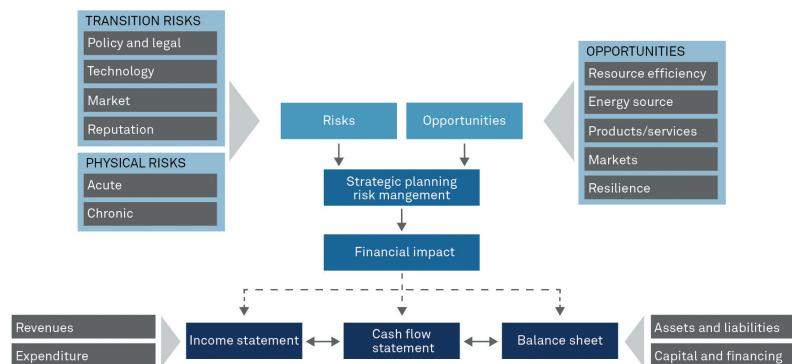 TRANSITION RISKS
Policy and legal
Technology
Market
Reputation
PHYSICAL RISKS
Acute
Chronic
Risks
Opportunities
OPPORTUNITIES
Resource efficiency
Energy source
Products/services
Markets
Resilience
Strategic planning
risk mangement
Financial impact
Revenues
Expenditure
Income statement
Cash flow
statement
Balance sheet
Assets and liabilities
Capital and financing